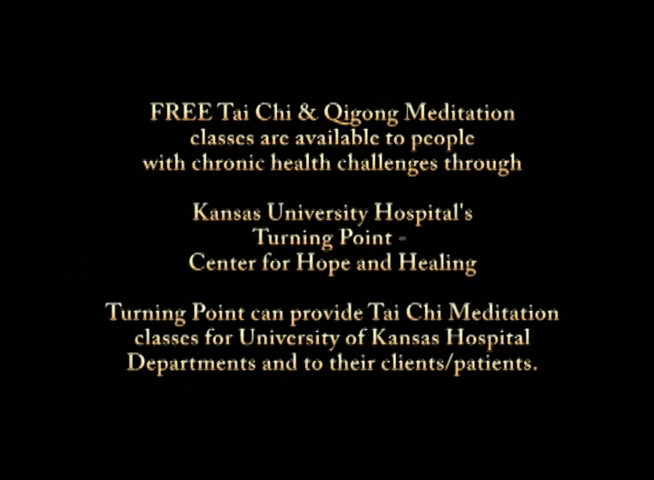 FREE Tai Chi & Qigong Meditation
classes are available to people
with chronic health challenges through
Kansas University Hospital's
Turning Point -
Center for Hope and Healing
Turning Point can provide Tai Chi Meditation
classes for University of Kansas Hospital
Departments and to their clients/patients.